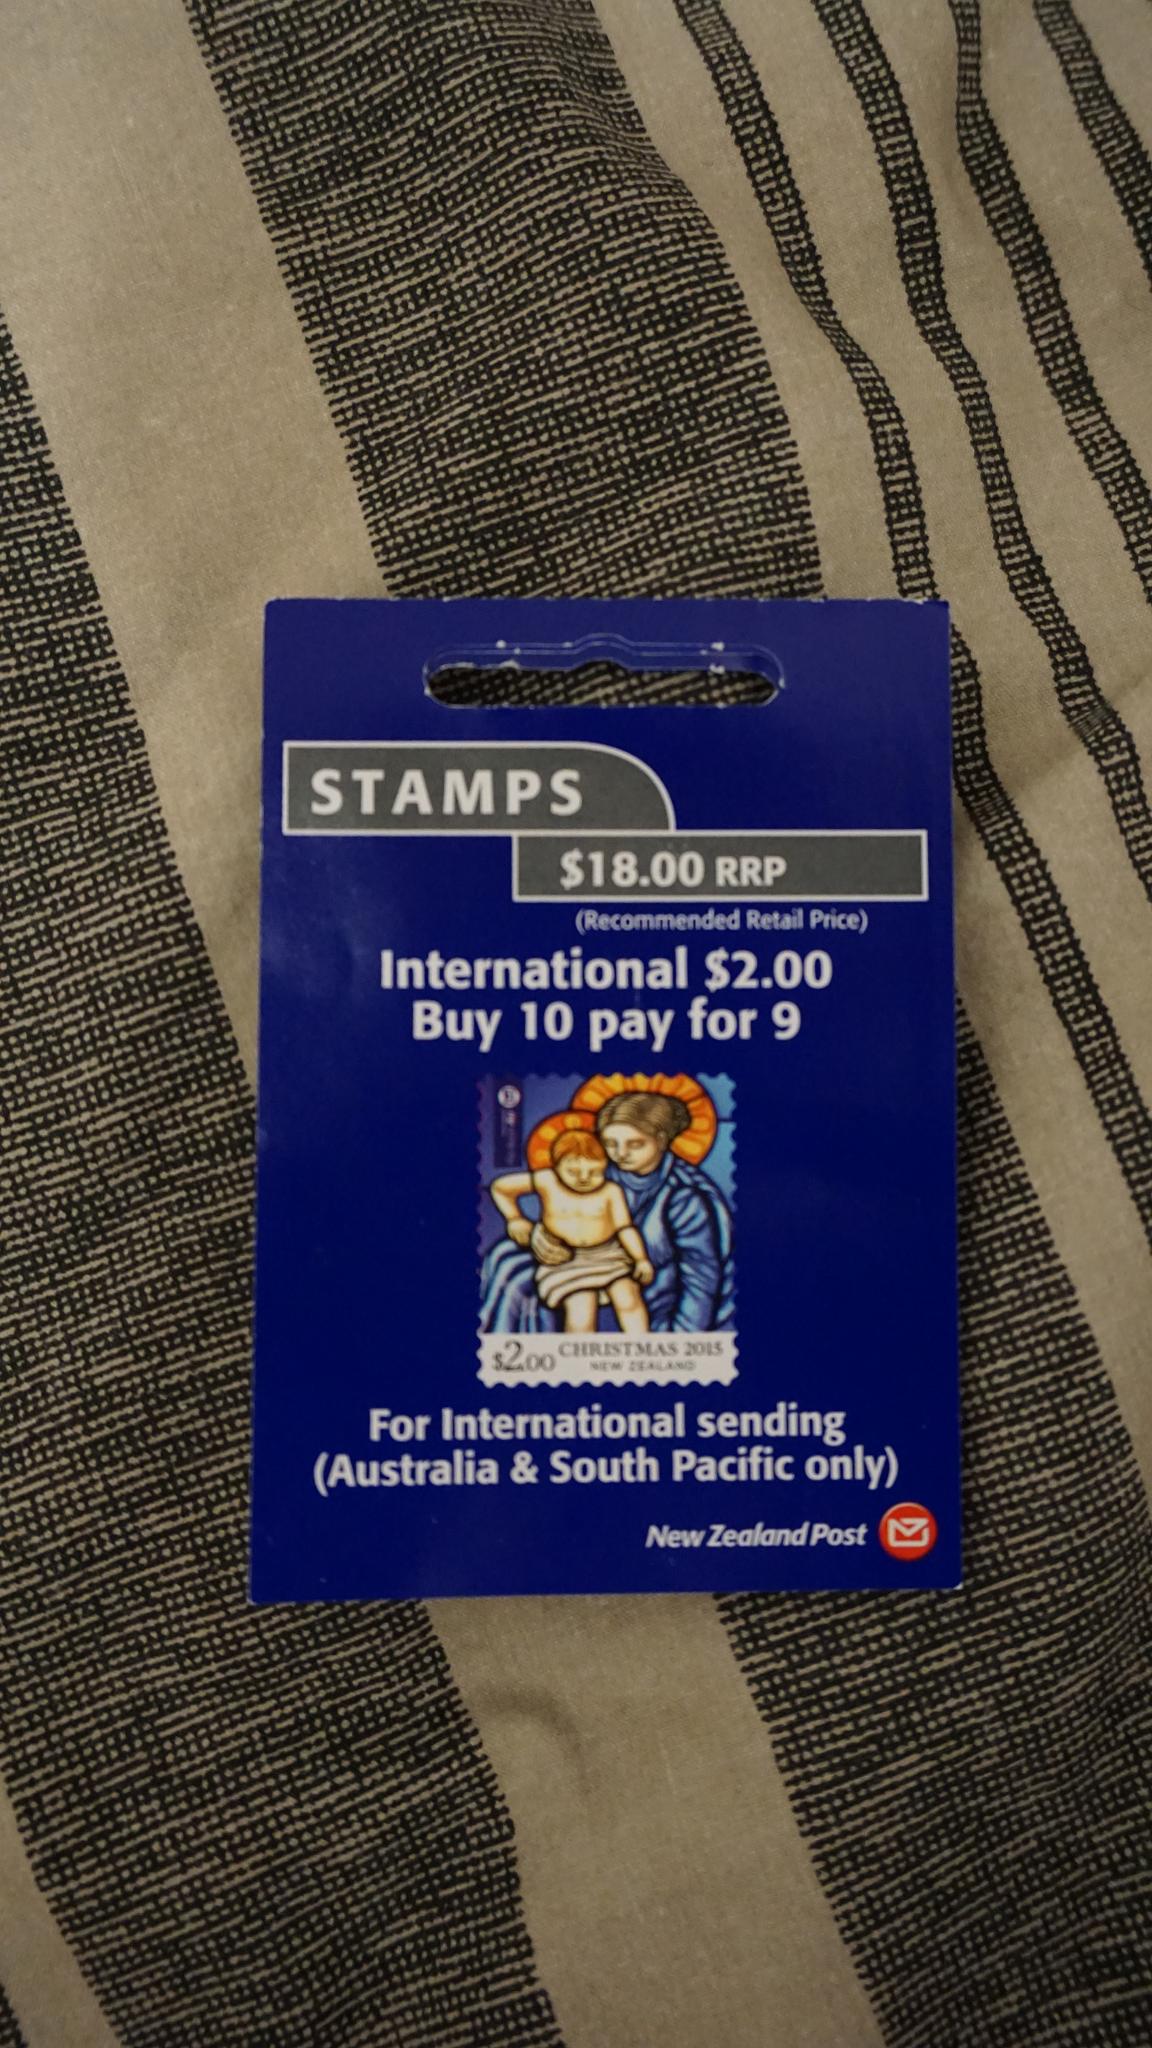 STAMPS
$18.00 RRP
(Recommended Retail Price)
International $2.00
Buy 10 pay for 9
$2.00 CHRISTMAS 2015
NEW ZEALAND
For International sending
(Australia & South Pacific only)
New Zealand Post